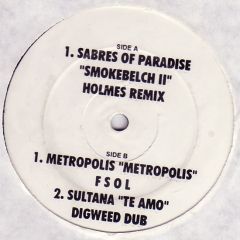 SIDE A
1. SABRES OF PARADISE
"SMOKEBELCH II"
HOLMES REMIX
SIDE B
1. METROPOLIS "METROPOLIS"
F S O L
2. SULTANA "TE AMO"
DIGWEED DUB